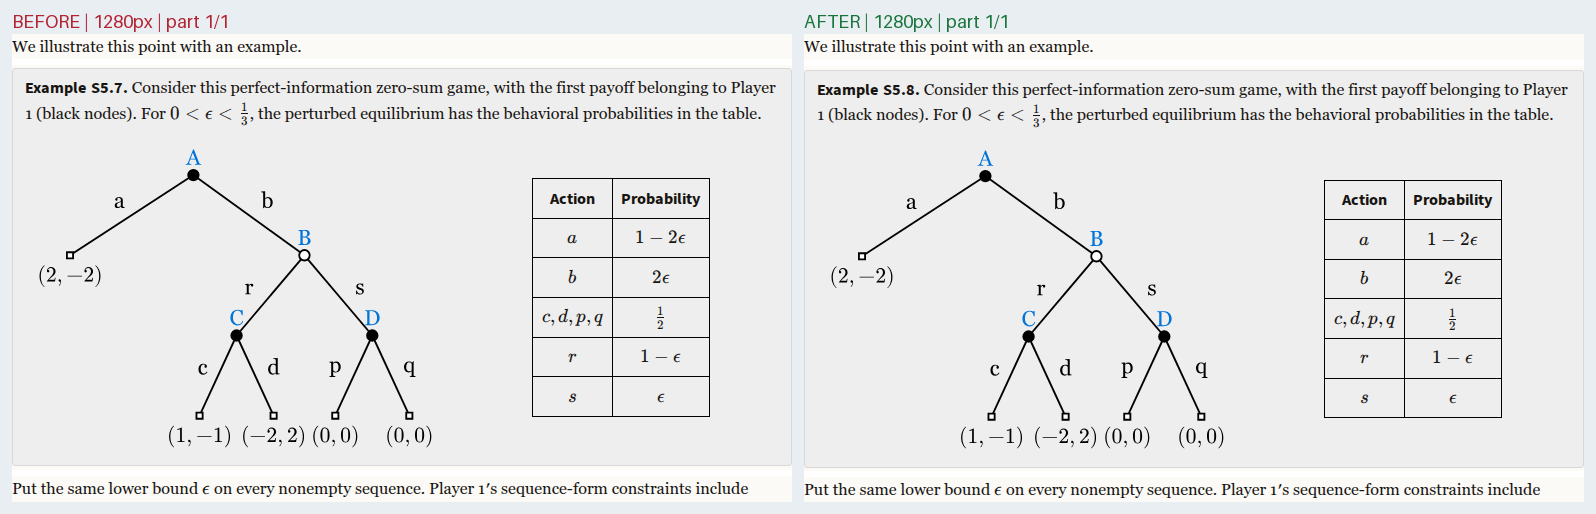 BEFORE | 1280px | part 1/1
We illustrate this point with an example.
Example S5.7. Consider this perfect-information zero-sum game, with the first payoff belonging to Player
1 (black nodes). For 0 < ϵ < 1/3, the perturbed equilibrium has the behavioral probabilities in the table.
A
a b
B
(2, −2)
r s
C D
c d p q
(1, −1) (−2, 2) (0, 0) (0, 0)
Action Probability
a 1 − 2ϵ
b 2ϵ
c, d, p, q 1/2
r 1 − ϵ
s ϵ
Put the same lower bound ϵ on every nonempty sequence. Player 1's sequence-form constraints include
AFTER | 1280px | part 1/1
We illustrate this point with an example.
Example S5.8. Consider this perfect-information zero-sum game, with the first payoff belonging to Player
1 (black nodes). For 0 < ϵ < 1/3, the perturbed equilibrium has the behavioral probabilities in the table.
A
a b
B
(2, −2)
r s
C D
c d p q
(1, −1) (−2, 2) (0, 0) (0, 0)
Action Probability
a 1 − 2ϵ
b 2ϵ
c, d, p, q 1/2
r 1 − ϵ
s ϵ
Put the same lower bound ϵ on every nonempty sequence. Player 1's sequence-form constraints include